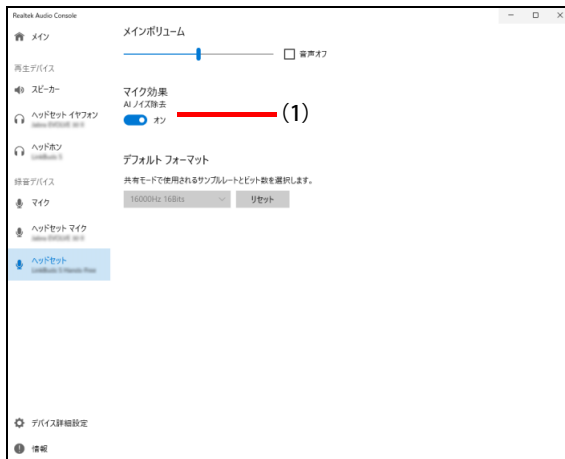 Realtek Audio Console
メイン
再生デバイス
スピーカー
ヘッドセット イヤフォン
ヘッドホン
録音デバイス
マイク
ヘッドセット マイク
ヘッドセット
デバイス詳細設定
情報
メインボリューム
音声オフ
マイク効果
AI ノイズ除去
オン
(1)
デフォルト フォーマット
共有モードで使用されるサンプルレートとビット数を選択します。
16000Hz 16Bits
リセット